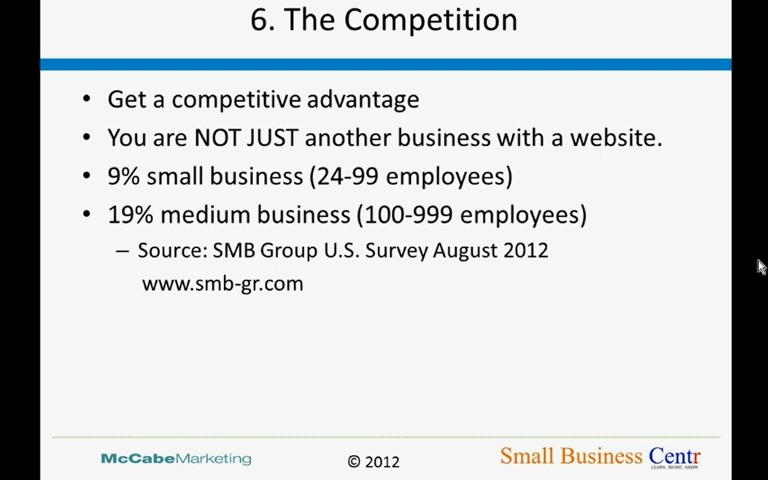 6. The Competition
• Get a competitive advantage
• You are NOT JUST another business with a website.
• 9% small business (24-99 employees)
• 19% medium business (100-999 employees)
– Source: SMB Group U.S. Survey August 2012
www.smb-gr.com
McCabeMarketing
© 2012
Small Business Centr
LEARN . SHARE . GROW